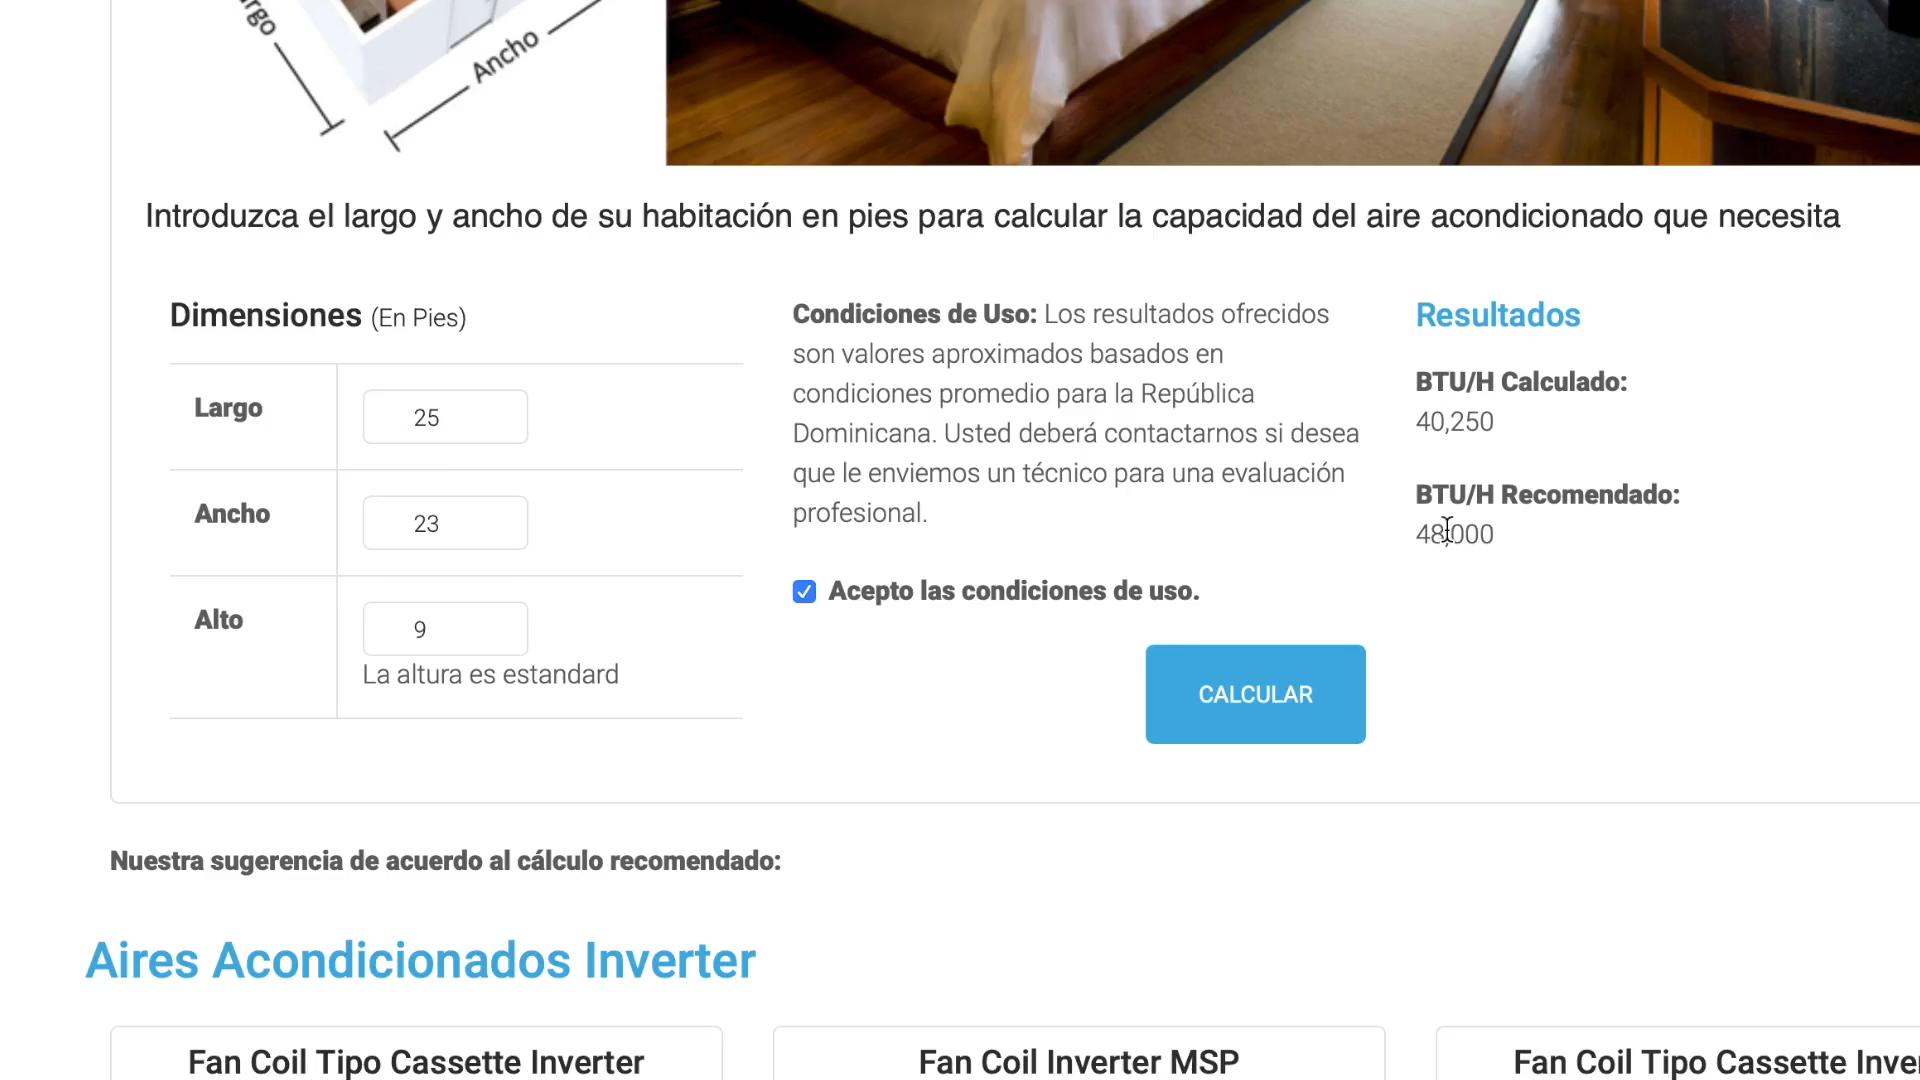 Ancho
Introduzca el largo y ancho de su habitación en pies para calcular la capacidad del aire acondicionado que necesita
Dimensiones (En Pies)
Largo
25
Ancho
23
Alto
9
La altura es estandard
Condiciones de Uso: Los resultados ofrecidos
son valores aproximados basados en
condiciones promedio para la República
Dominicana. Usted deberá contactarnos si desea
que le enviemos un técnico para una evaluación
profesional.
Acepto las condiciones de uso.
CALCULAR
Resultados
BTU/H Calculado:
40,250
BTU/H Recomendado:
48,000
Nuestra sugerencia de acuerdo al cálculo recomendado:
Aires Acondicionados Inverter
Fan Coil Tipo Cassette Inverter
Fan Coil Inverter MSP
Fan Coil Tipo Cassette